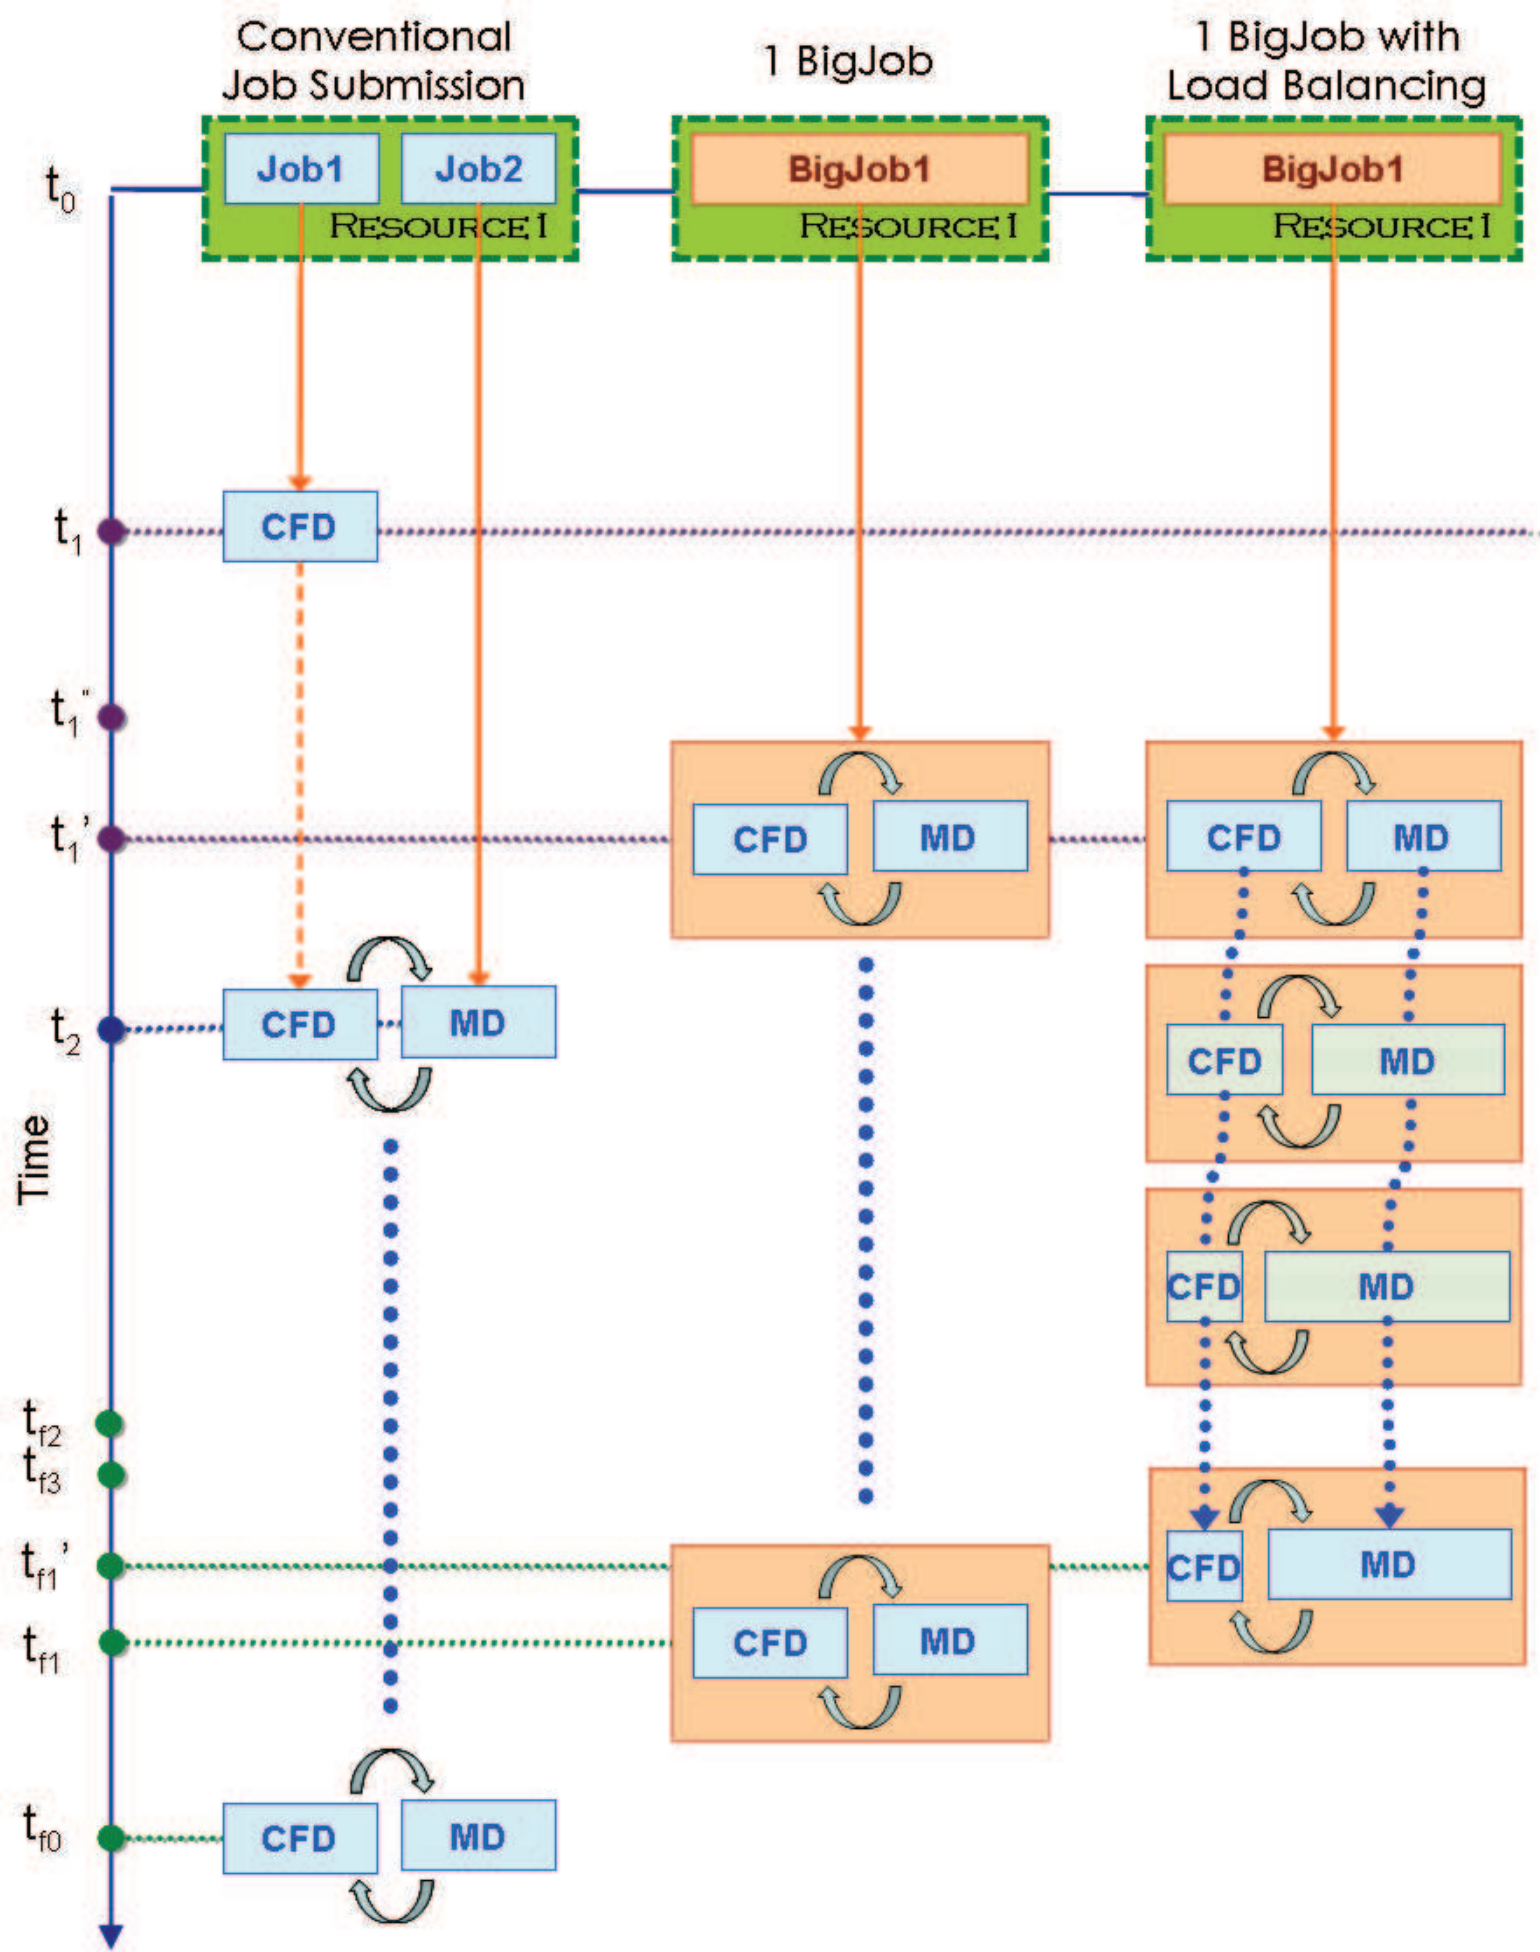 Conventional
Job Submission
1 BigJob
1 BigJob with
Load Balancing
t0
Job1
Job2
RESOURCE 1
BigJob1
RESOURCE 1
BigJob1
RESOURCE 1
t1
CFD
t1"
t1'
CFD
MD
CFD
MD
t2
CFD
MD
CFD
MD
Time
CFD
MD
tf2
tf3
tf1'
CFD
MD
tf1
CFD
MD
tf0
CFD
MD